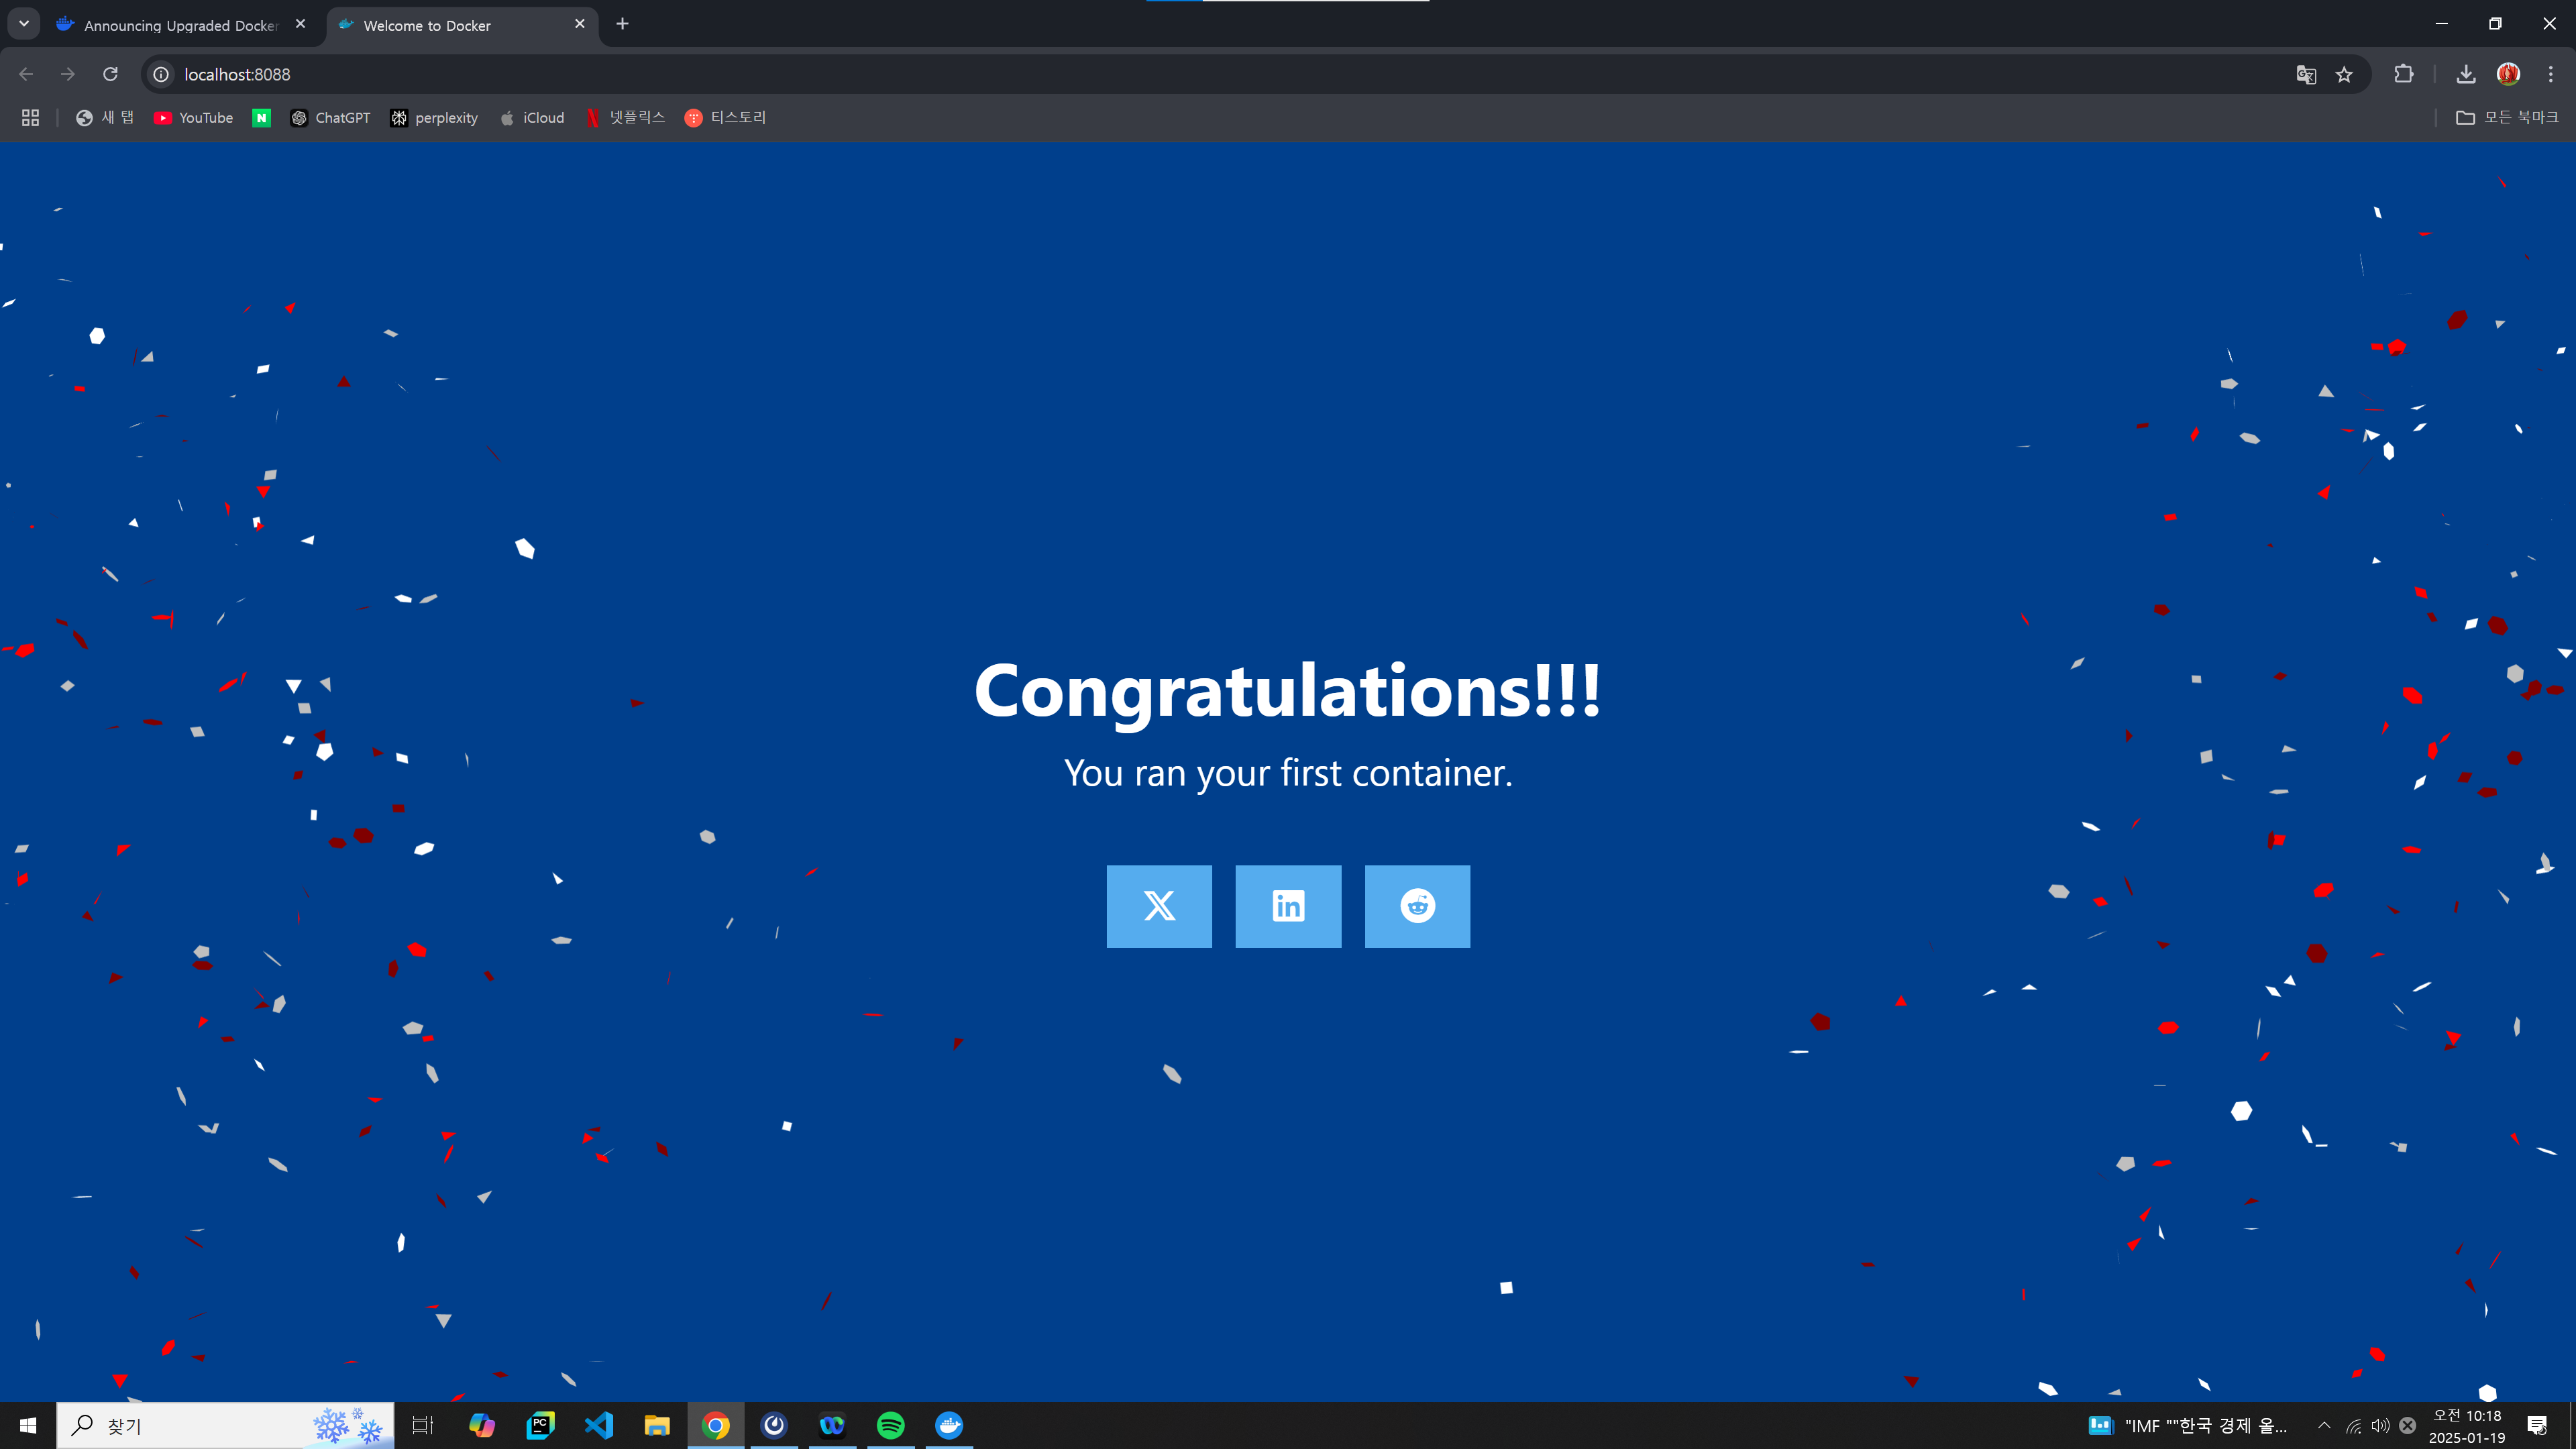 Announcing Upgraded Docker
Welcome to Docker
localhost:8088
새 탭
YouTube
N
ChatGPT
perplexity
iCloud
넷플릭스
티스토리
모든 북마크
Congratulations!!!
You ran your first container.
X
in
찾기
PC
"IMF ""한국 경제 올...
오전 10:18
2025-01-19